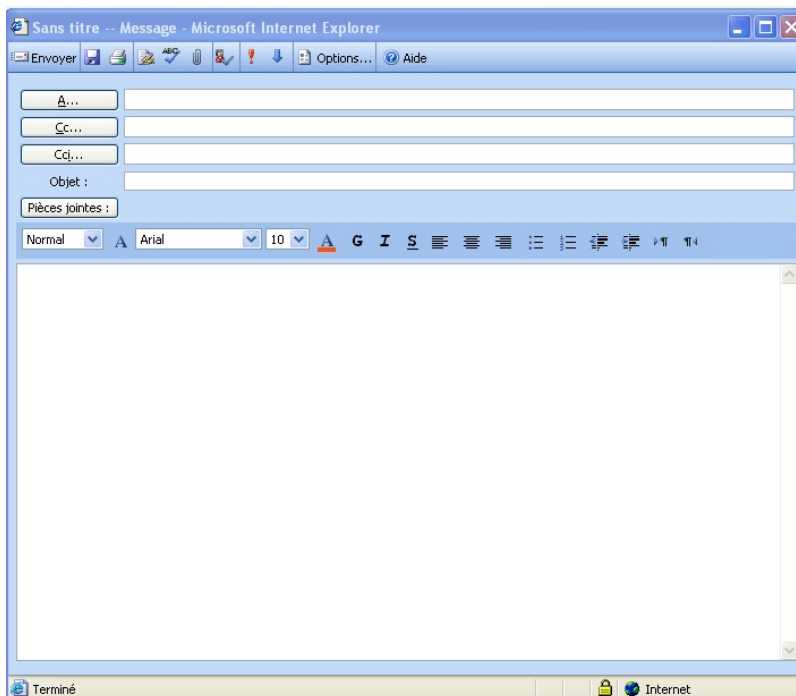 Sans titre -- Message - Microsoft Internet Explorer
Envoyer ABC Options... Aide
A...
Cc...
Cci...
Objet :
Pièces jointes :
Normal A Arial 10 A G I S
Terminé Internet